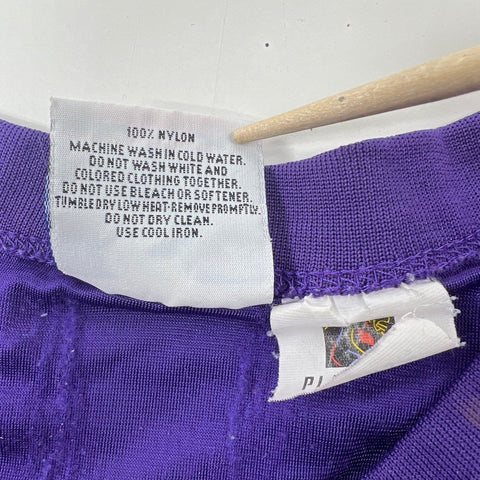 100% NYLON
MACHINE WASH IN COLD WATER.
DO NOT WASH WHITE AND
COLORED CLOTHING TOGETHER.
DO NOT USE BLEACH OR SOFTENER.
TUMBLE DRY LOW HEAT-REMOVE PROMPTLY.
DO NOT DRY CLEAN.
USE COOL IRON.